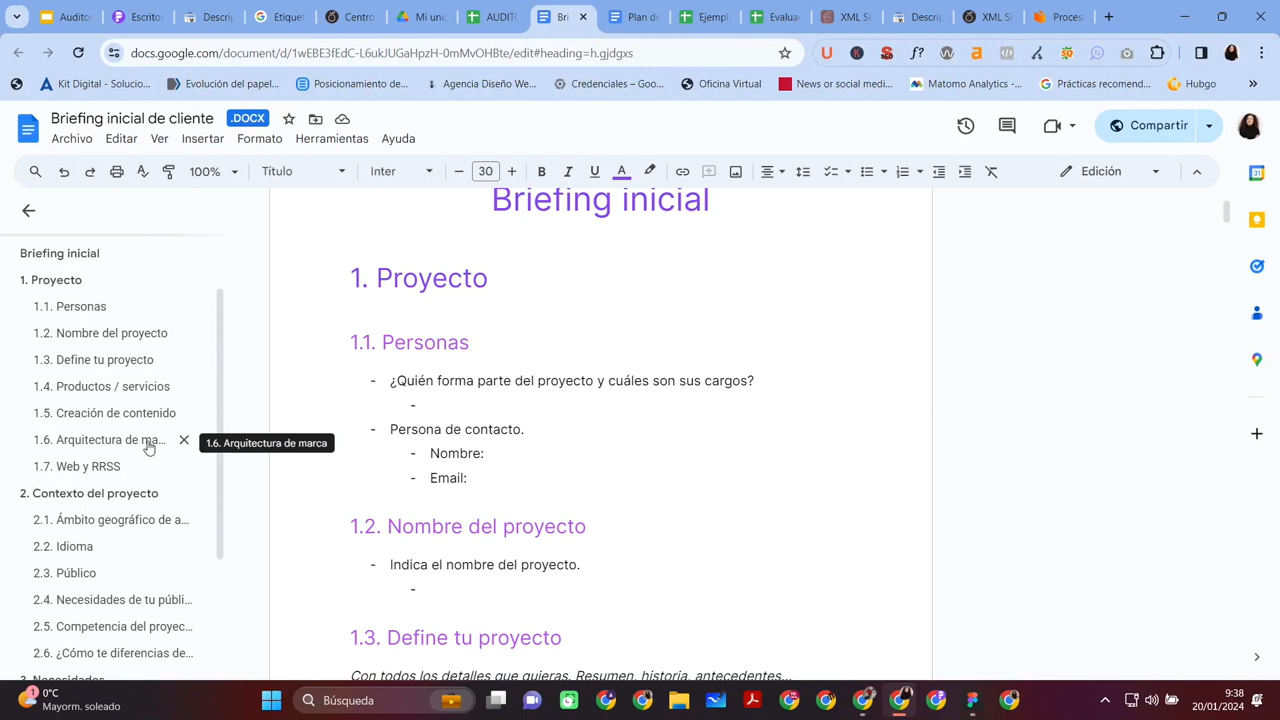 Auditor
Escritor
Descrip
Etiquet
Centro
Mi unic
AUDITO
Bri
Plan de
Ejempl
Evaluac
XML Sit
Descrip
XML Si
Proces
docs.google.com/document/d/1wEBE3fEdC-L6ukJUGaHpzH-0mMvOHBte/edit#heading=h.gjdgxs
Kit Digital - Solucio...
Evolución del papel...
Posicionamiento de...
Agencia Diseño We...
Credenciales – Goo...
Oficina Virtual
News or social medi...
Matomo Analytics -...
Prácticas recomend...
Hubgo
Briefing inicial de cliente
.DOCX
Archivo Editar Ver Insertar Formato Herramientas Ayuda
Compartir
100% Título Inter 30 Edición
Briefing inicial
1. Proyecto
1.1. Personas
1.2. Nombre del proyecto
1.3. Define tu proyecto
1.4. Productos / servicios
1.5. Creación de contenido
1.6. Arquitectura de ma...
1.6. Arquitectura de marca
1.7. Web y RRSS
2. Contexto del proyecto
2.1. Ámbito geográfico de a...
2.2. Idioma
2.3. Público
2.4. Necesidades de tu públi...
2.5. Competencia del proyec...
2.6. ¿Cómo te diferencias de...
3. Necesidades
Briefing inicial
1. Proyecto
1.1. Personas
- ¿Quién forma parte del proyecto y cuáles son sus cargos?
-
- Persona de contacto.
- Nombre:
- Email:
1.2. Nombre del proyecto
- Indica el nombre del proyecto.
-
1.3. Define tu proyecto
Con todos los detalles que quieras. Resumen, historia, antecedentes...
0°C
Mayorm. soleado
Búsqueda
9:38
20/01/2024